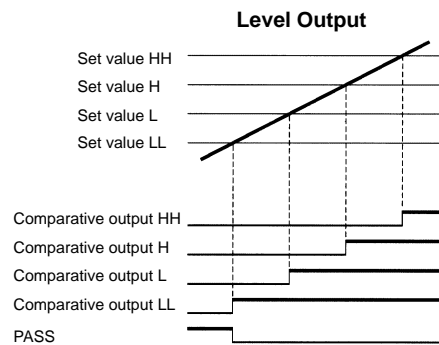 Level Output
Set value HH
Set value H
Set value L
Set value LL
Comparative output HH
Comparative output H
Comparative output L
Comparative output LL
PASS